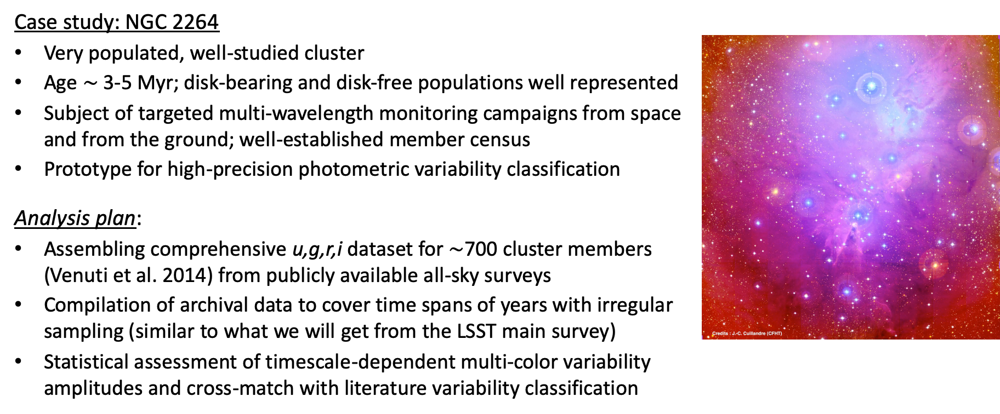 Case study: NGC 2264
• Very populated, well-studied cluster
• Age ~ 3-5 Myr; disk-bearing and disk-free populations well represented
• Subject of targeted multi-wavelength monitoring campaigns from space
and from the ground; well-established member census
• Prototype for high-precision photometric variability classification
Analysis plan:
• Assembling comprehensive u,g,r,i dataset for ~700 cluster members
(Venuti et al. 2014) from publicly available all-sky surveys
• Compilation of archival data to cover time spans of years with irregular
sampling (similar to what we will get from the LSST main survey)
• Statistical assessment of timescale-dependent multi-color variability
amplitudes and cross-match with literature variability classification
Credits : J.-C. Cuillandre (CFHT)